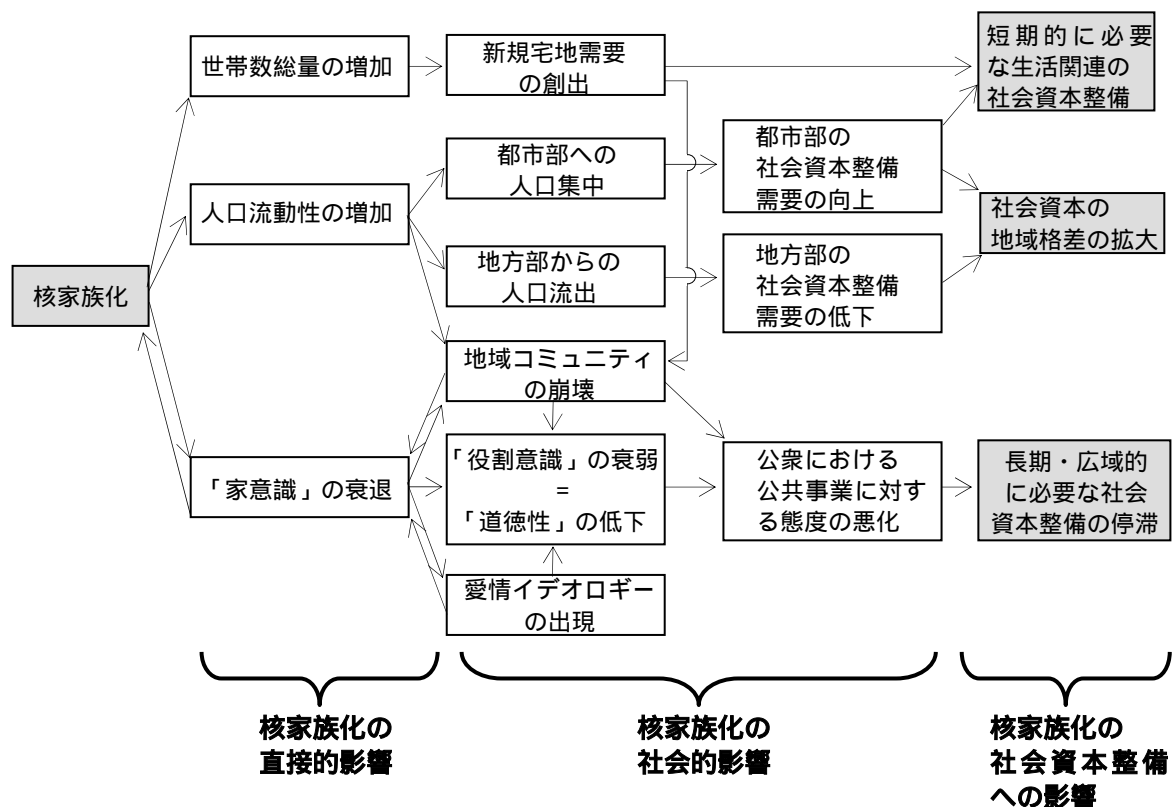 核家族化
世帯数総量の増加
人口流動性の増加
「家意識」の衰退
新規宅地需要
の創出
都市部への
人口集中
地方部からの
人口流出
地域コミュニティ
の崩壊
「役割意識」の衰弱
=
「道徳性」の低下
愛情イデオロギー
の出現
都市部の
社会資本整備
需要の向上
地方部の
社会資本整備
需要の低下
公衆における
公共事業に対す
る態度の悪化
短期的に必要
な生活関連の
社会資本整備
社会資本の
地域格差の拡大
長期・広域的
に必要な社会
資本整備の停滞
核家族化の
直接的影響
核家族化の
社会的影響
核家族化の
社会資本整備
への影響